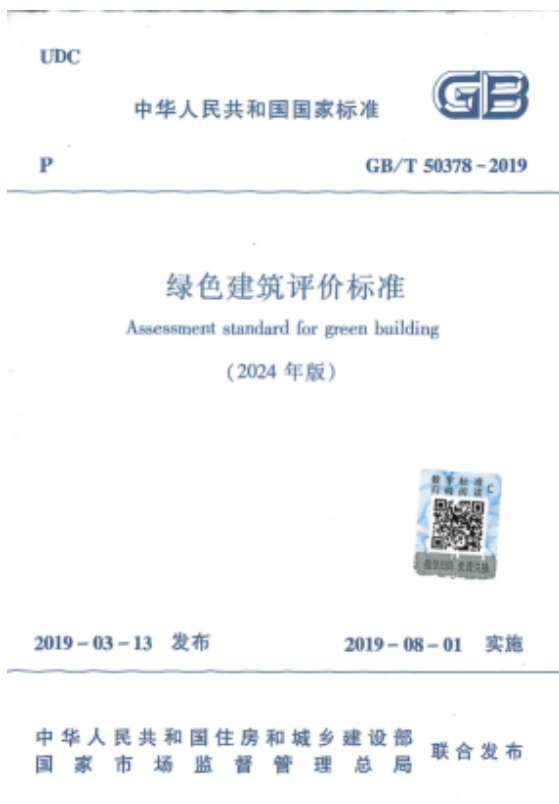 UDC
中华人民共和国国家标准
GB
P
GB/T 50378-2019
绿色建筑评价标准
Assessment standard for green building
(2024 年版)
2019-03-13 发布
2019-08-01 实施
中华人民共和国住房和城乡建设部
国家市场监督管理总局
联合发布